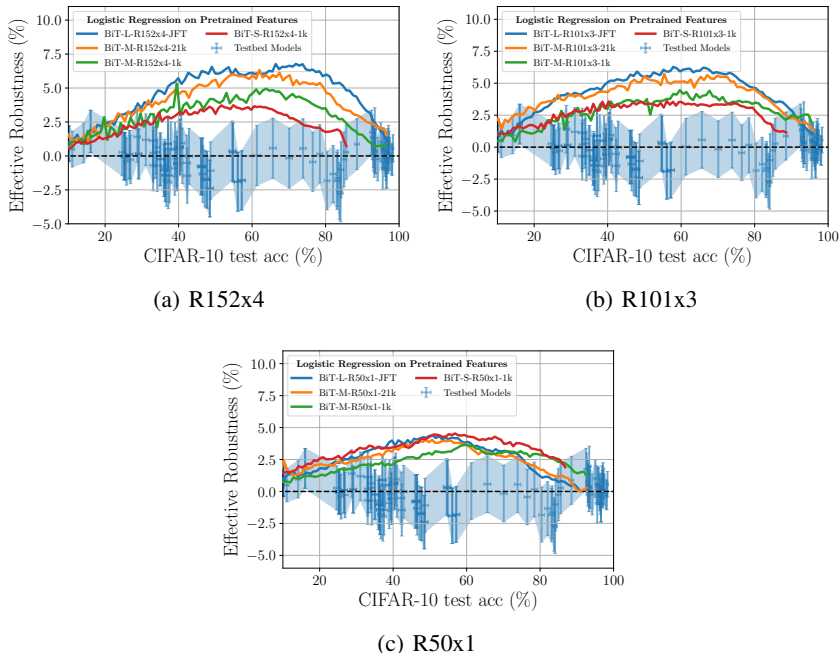 Logistic Regression on Pretrained Features
BiT-L-R152x4-JFT
BiT-M-R152x4-21k
BiT-M-R152x4-1k
BiT-S-R152x4-1k
Testbed Models
Effective Robustness (%)
10.0
7.5
5.0
2.5
0.0
−2.5
−5.0
20 40 60 80 100
CIFAR-10 test acc (%)
(a) R152x4
Logistic Regression on Pretrained Features
BiT-L-R101x3-JFT
BiT-M-R101x3-21k
BiT-S-R101x3-1k
BiT-M-R101x3-1k
Testbed Models
Effective Robustness (%)
10.0
7.5
5.0
2.5
0.0
−2.5
−5.0
20 40 60 80 100
CIFAR-10 test acc (%)
(b) R101x3
Logistic Regression on Pretrained Features
BiT-L-R50x1-JFT
BiT-M-R50x1-21k
BiT-M-R50x1-1k
BiT-S-R50x1-1k
Testbed Models
Effective Robustness (%)
10.0
7.5
5.0
2.5
0.0
−2.5
−5.0
20 40 60 80 100
CIFAR-10 test acc (%)
(c) R50x1